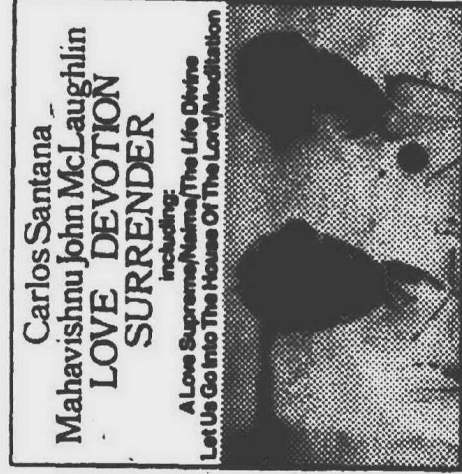 Carlos Santana
Mahavishnu John McLaughlin
LOVE DEVOTION
SURRENDER
including:
A Love Supreme/Naima/The Life Divine
Let Us Go Into The House Of The Lord/Meditation